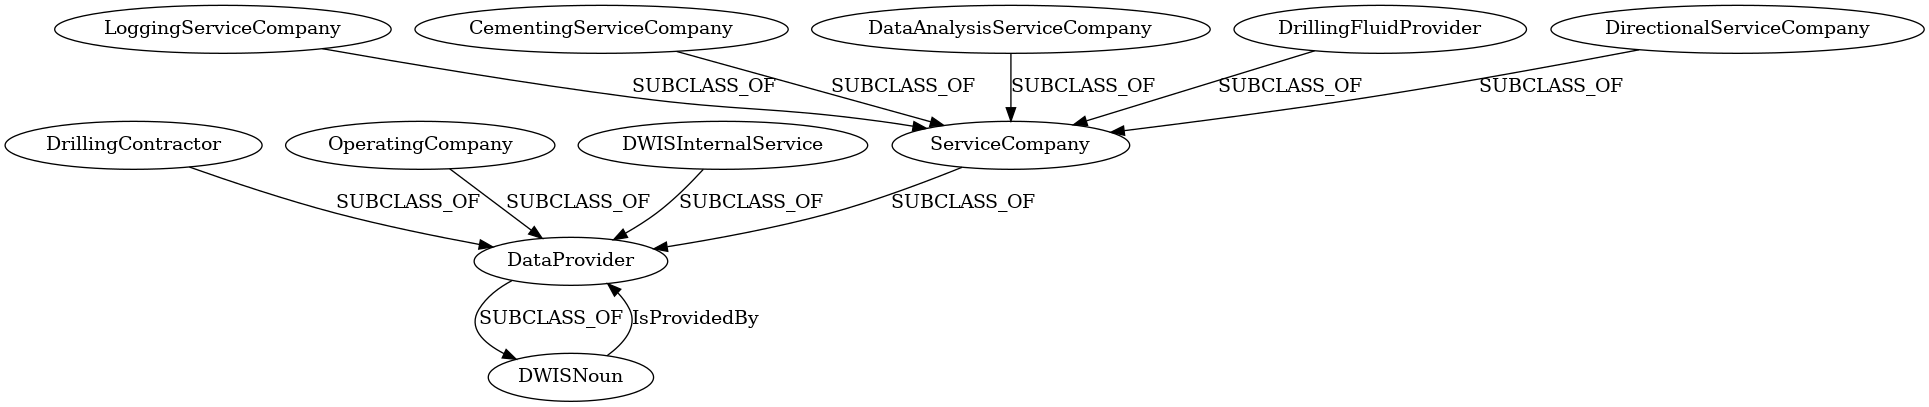 LoggingServiceCompany
CementingServiceCompany
DataAnalysisServiceCompany
DrillingFluidProvider
DirectionalServiceCompany
SUBCLASS_OF
SUBCLASS_OF
SUBCLASS_OF
SUBCLASS_OF
SUBCLASS_OF
DrillingContractor
OperatingCompany
DWISInternalService
ServiceCompany
SUBCLASS_OF
SUBCLASS_OF
SUBCLASS_OF
SUBCLASS_OF
DataProvider
SUBCLASS_OF
IsProvidedBy
DWISNoun